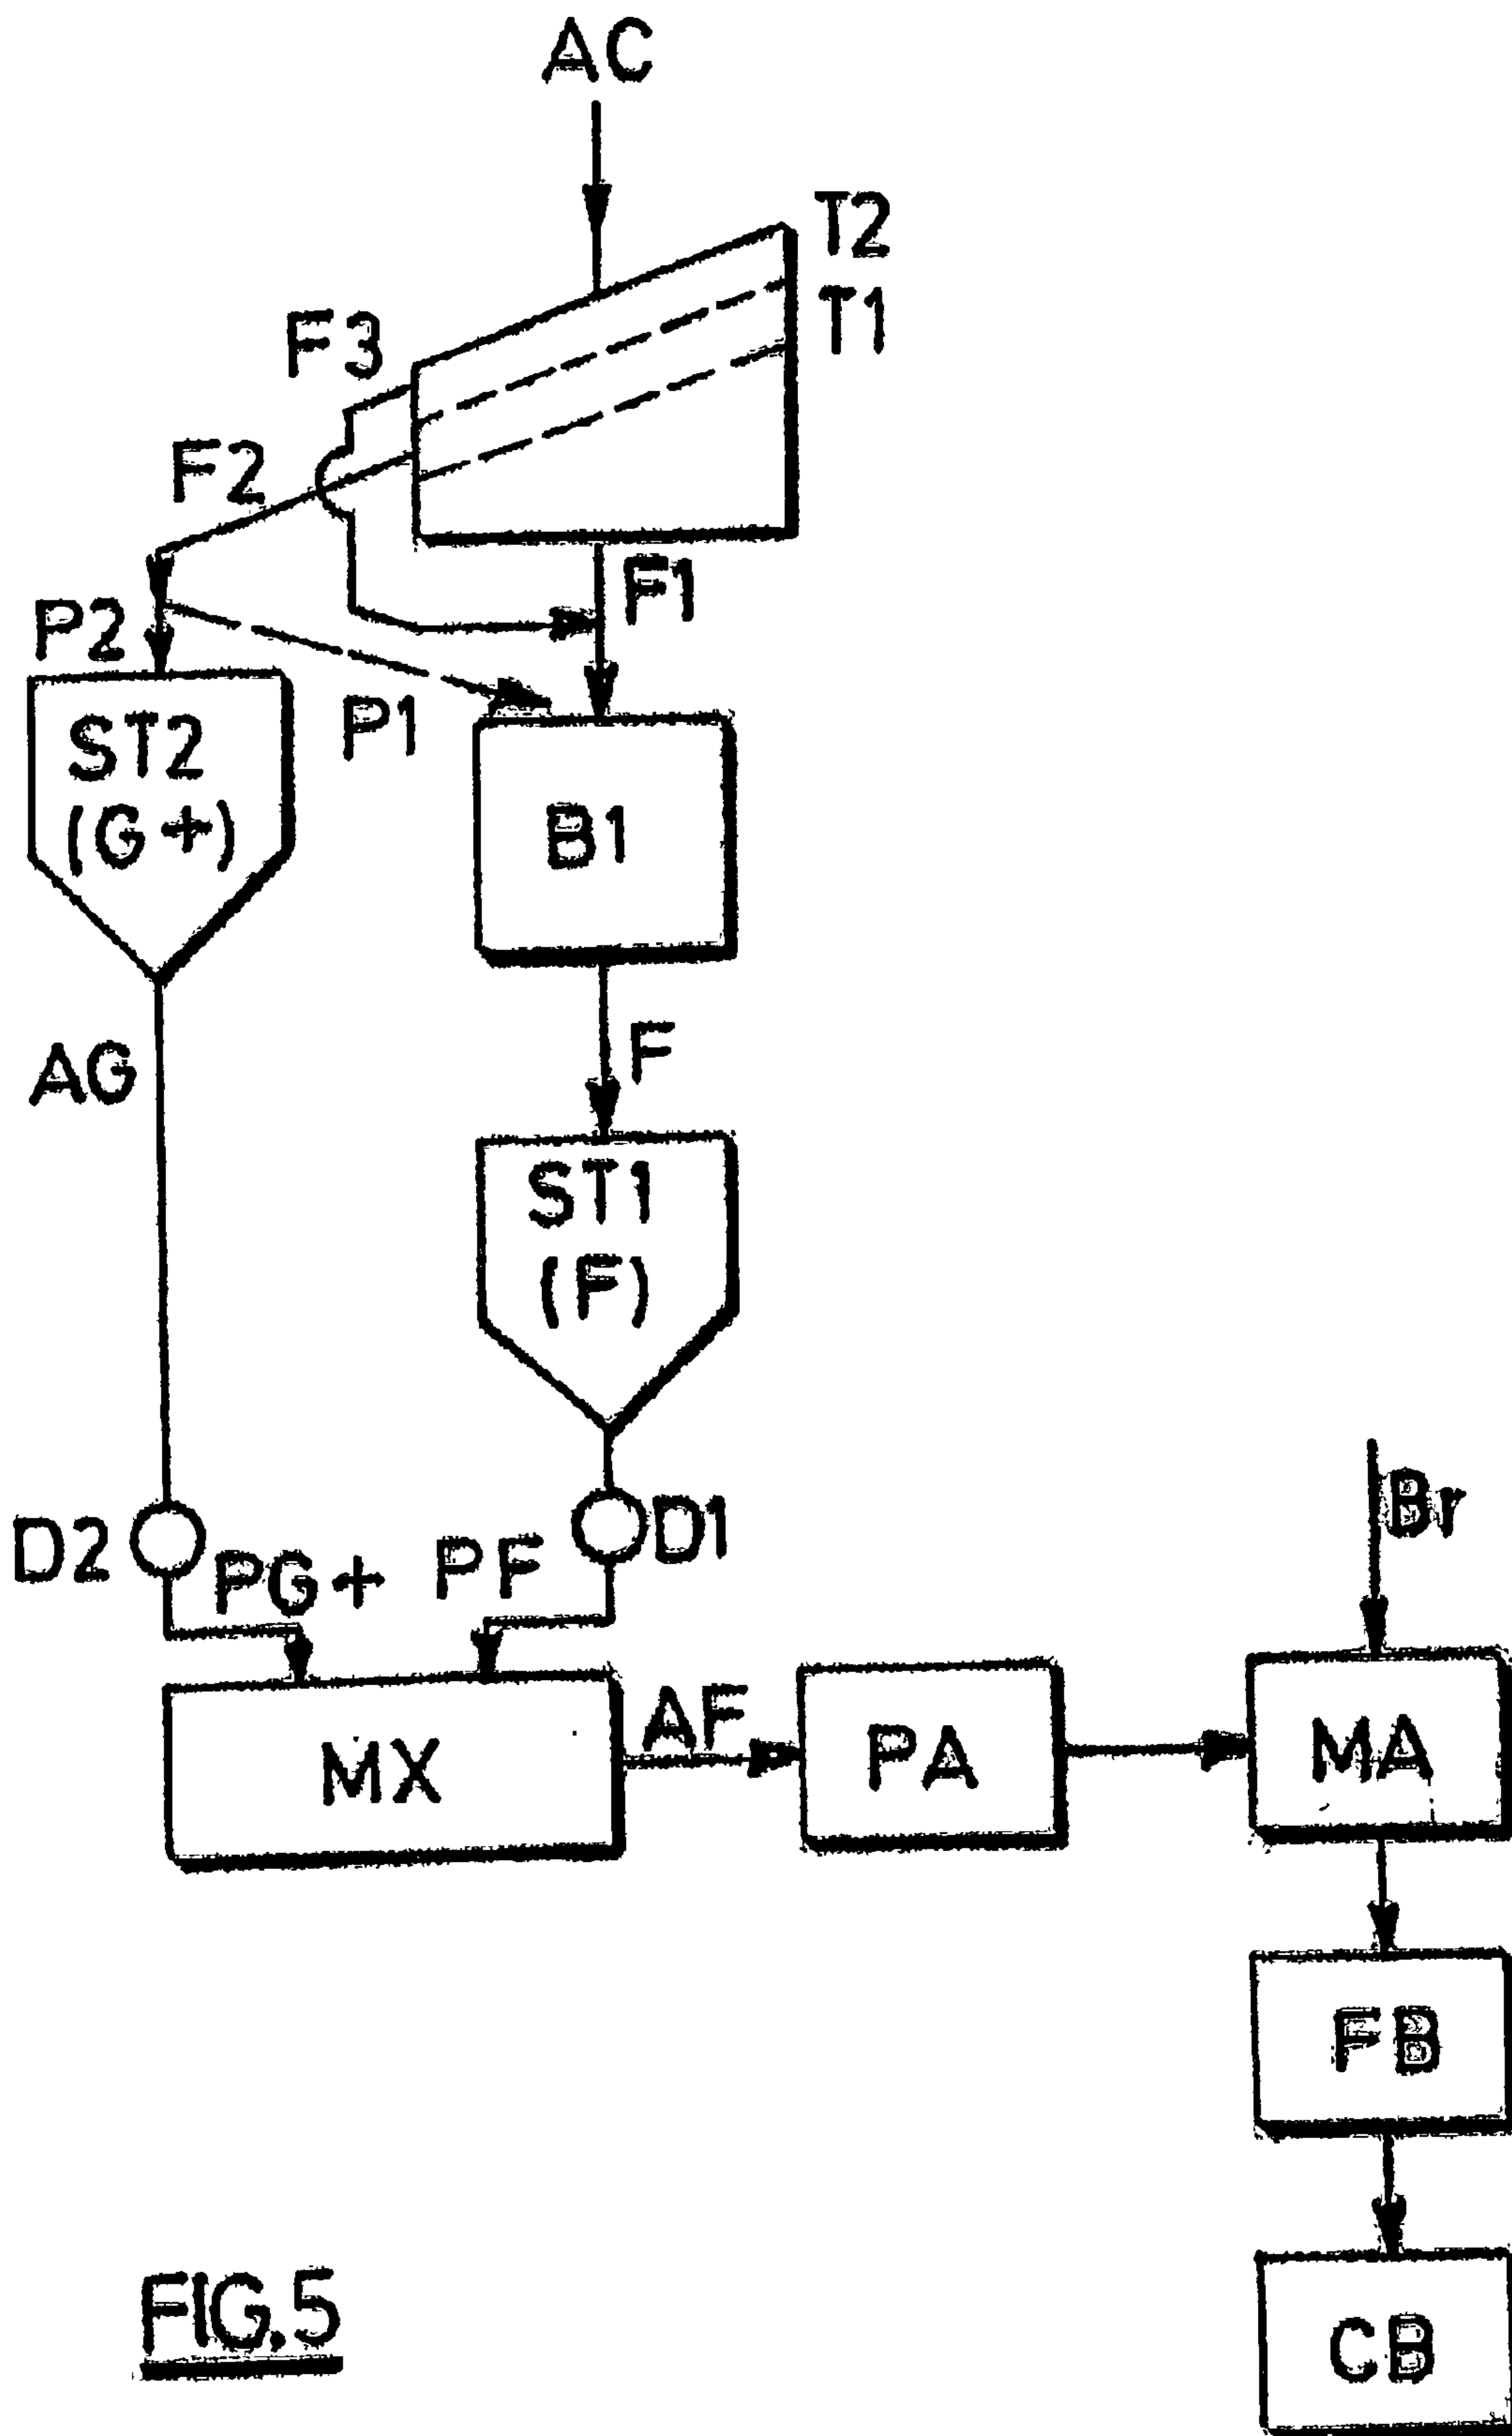 AC
T2
T1
F3
F2
F1
P2
P1
ST2
(G+)
B1
AG
F
ST1
(F)
D2
D1
PG+
PF
Br
MX
AF
PA
MA
FB
CB
FIG.5